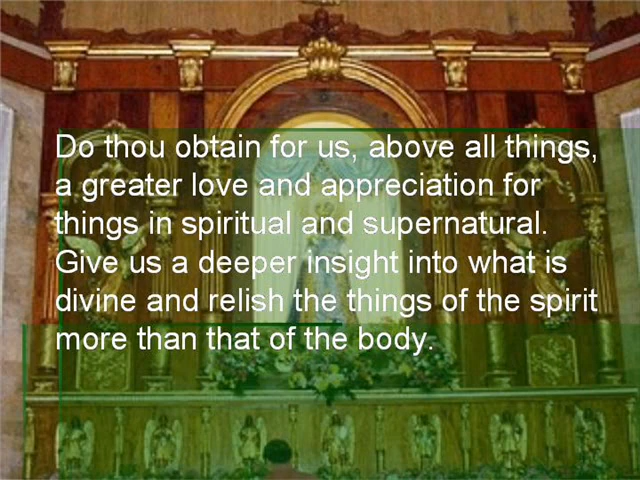 Do thou obtain for us, above all things,
a greater love and appreciation for
things in spiritual and supernatural.
Give us a deeper insight into what is
divine and relish the things of the spirit
more than that of the body.